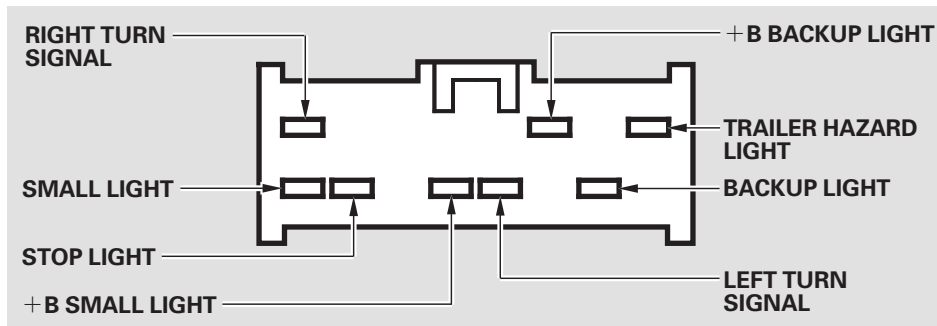 RIGHT TURN
SIGNAL
+B BACKUP LIGHT
TRAILER HAZARD
LIGHT
SMALL LIGHT
BACKUP LIGHT
STOP LIGHT
LEFT TURN
SIGNAL
+B SMALL LIGHT